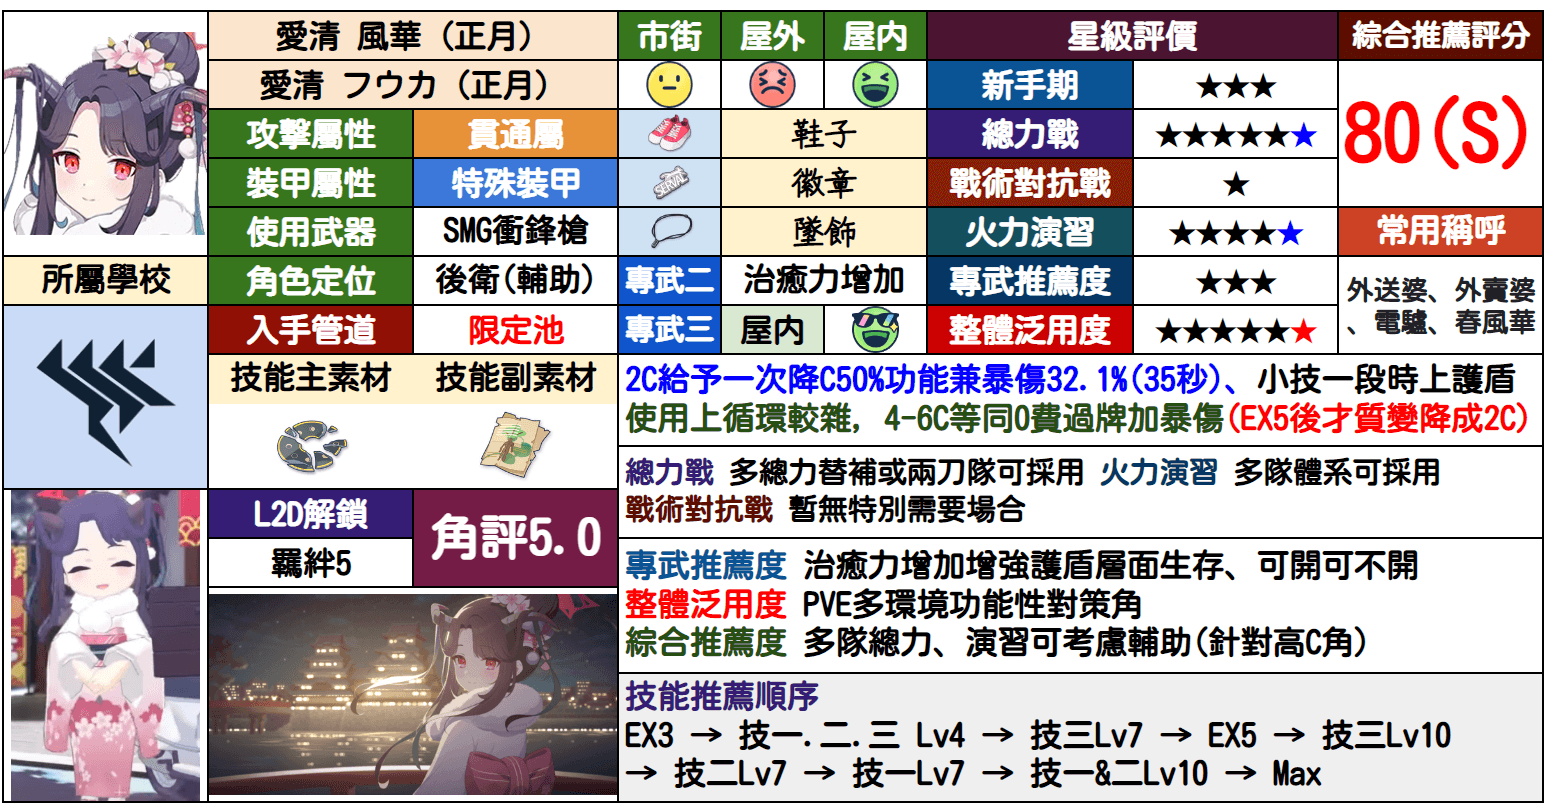 愛清 風華 (正月)
市街
屋外
屋內
星級評價
綜合推薦評分
愛清 フウカ (正月)
新手期
★★★
80(S)
攻擊屬性
貫通屬
鞋子
總力戰
★★★★★★
裝甲屬性
特殊裝甲
SERVAL
徽章
戰術對抗戰
★
使用武器
SMG衝鋒槍
墜飾
火力演習
★★★★★
常用稱呼
所屬學校
角色定位
後衛(輔助)
專武二
治癒力增加
專武推薦度
★★★
外送婆、外賣婆
、電驢、春風華
入手管道
限定池
專武三
屋內
整體泛用度
★★★★★★
技能主素材
技能副素材
2C給予一次降C50%功能兼暴傷32.1%(35秒)、小技一段時上護盾
使用上循環較雜, 4-6C等同0費過牌加暴傷(EX5後才質變降成2C)
總力戰 多總力替補或兩刀隊可採用 火力演習 多隊體系可採用
戰術對抗戰 暫無特別需要場合
L2D解鎖
角評5.0
羈絆5
專武推薦度 治癒力增加增強護盾層面生存、可開可不開
整體泛用度 PVE多環境功能性對策角
綜合推薦度 多隊總力、演習可考慮輔助(針對高C角)
技能推薦順序
EX3 → 技一.二.三 Lv4 → 技三Lv7 → EX5 → 技三Lv10
→ 技二Lv7 → 技一Lv7 → 技一&二Lv10 → Max